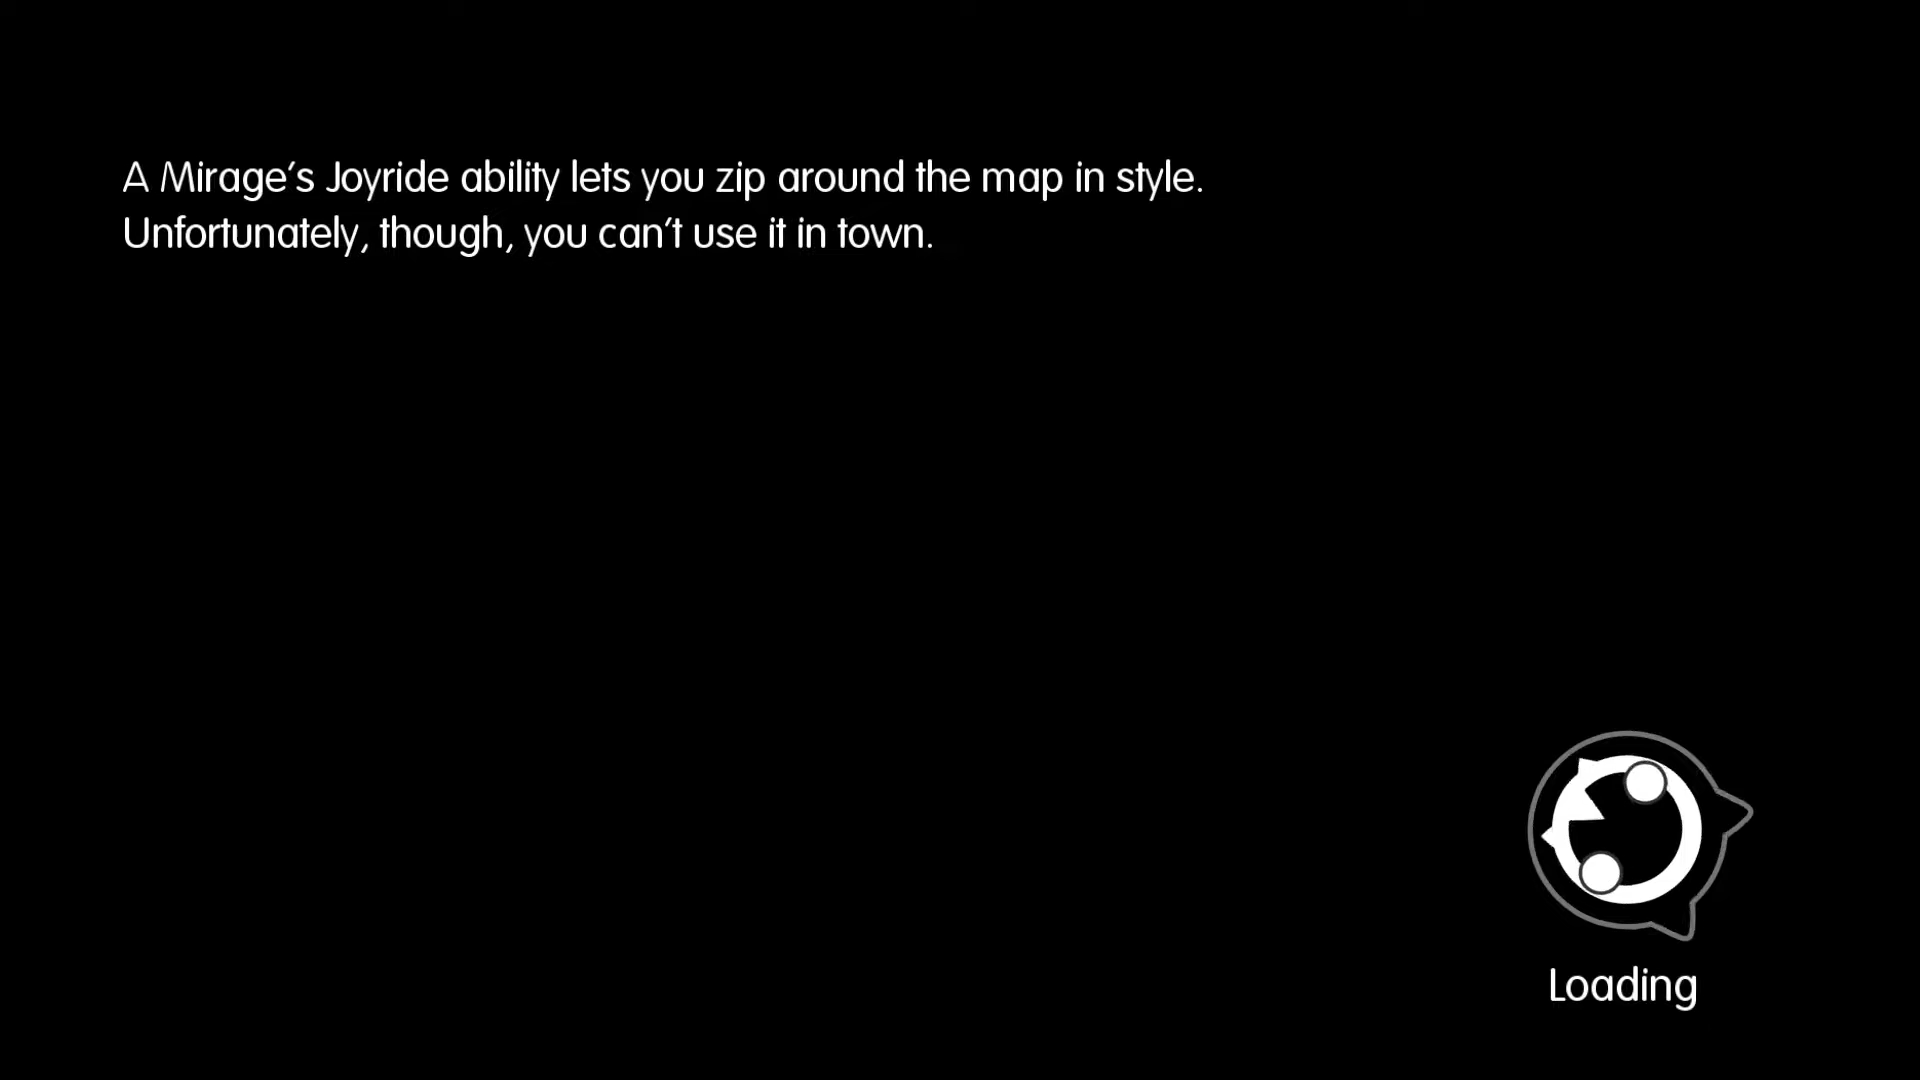 A Mirage's Joyride ability lets you zip around the map in style.
Unfortunately, though, you can't use it in town.
Loading